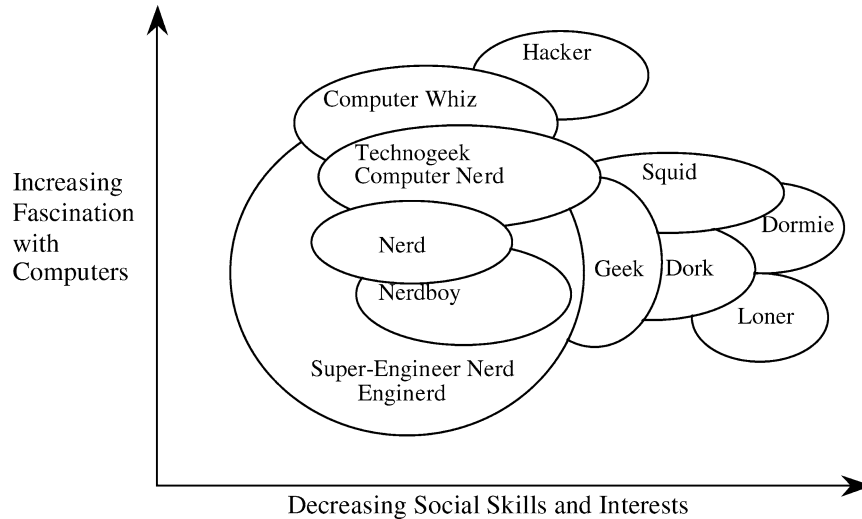 Hacker
Computer Whiz
Technogeek
Computer Nerd
Squid
Increasing
Fascination
with
Computers
Dormie
Nerd
Geek
Dork
Nerdboy
Loner
Super-Engineer Nerd
Enginerd
Decreasing Social Skills and Interests